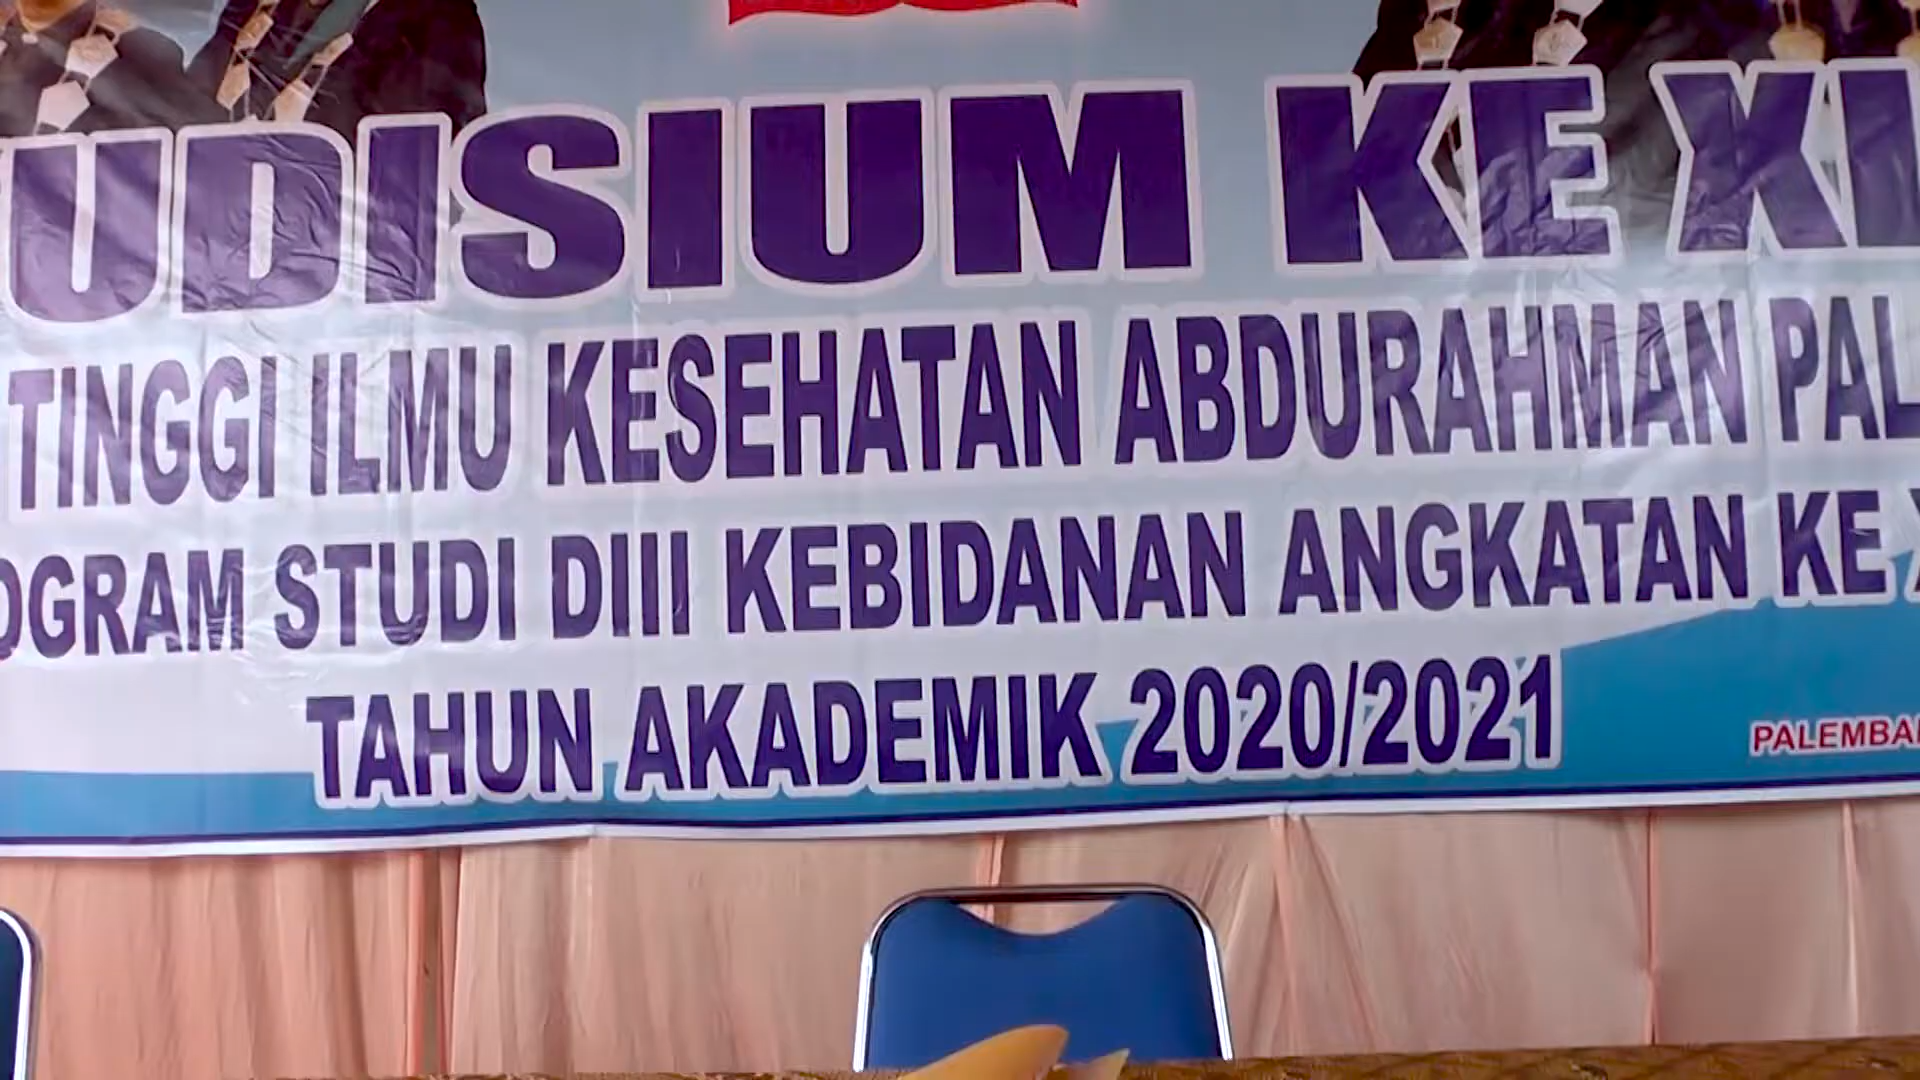 UDISIUM KE XI
TINGGI ILMU KESEHATAN ABDURAHMAN PAL
OGRAM STUDI DIII KEBIDANAN ANGKATAN KE X
TAHUN AKADEMIK 2020/2021
PALEMBA